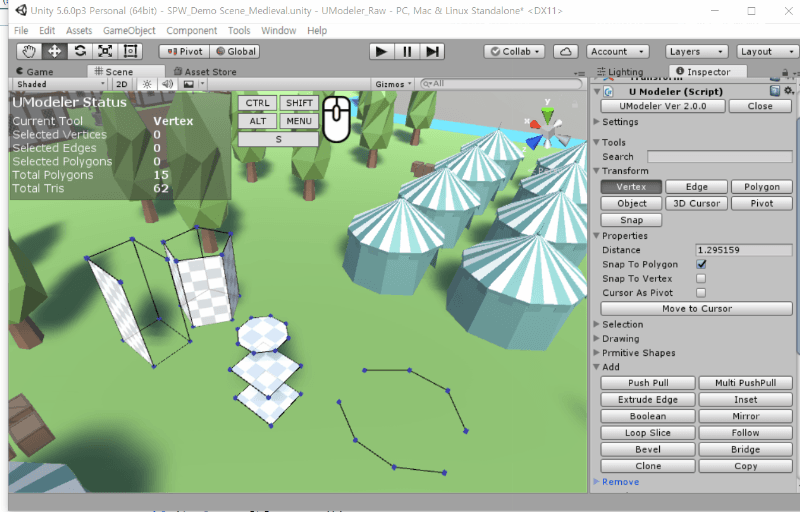 Unity 5.6.0p3 Personal (64bit) - SPW_Demo Scene_Medieval.unity - UModeler_Raw - PC, Mac & Linux Standalone* <DX11>
File Edit Assets GameObject Component Tools Window Help
Pivot Global Collab Account Layers Layout
Game Scene Asset Store Lighting Inspector
Shaded 2D Gizmos All
UModeler Status
Current Tool Vertex
Selected Vertices 0
Selected Edges 0
Selected Polygons 0
Total Polygons 15
Total Tris 62
CTRL SHIFT
ALT MENU
S
y
x
U Modeler (Script)
UModeler Ver 2.0.0 Close
Settings
Tools
Search
Transform
Vertex Edge Polygon
Object 3D Cursor Pivot
Snap
Properties
Distance 1.295159
Snap To Polygon
Snap To Vertex
Cursor As Pivot
Move to Cursor
Selection
Drawing
Prmitive Shapes
Add
Push Pull Multi PushPull
Extrude Edge Inset
Boolean Mirror
Loop Slice Follow
Bevel Bridge
Clone Copy
Remove